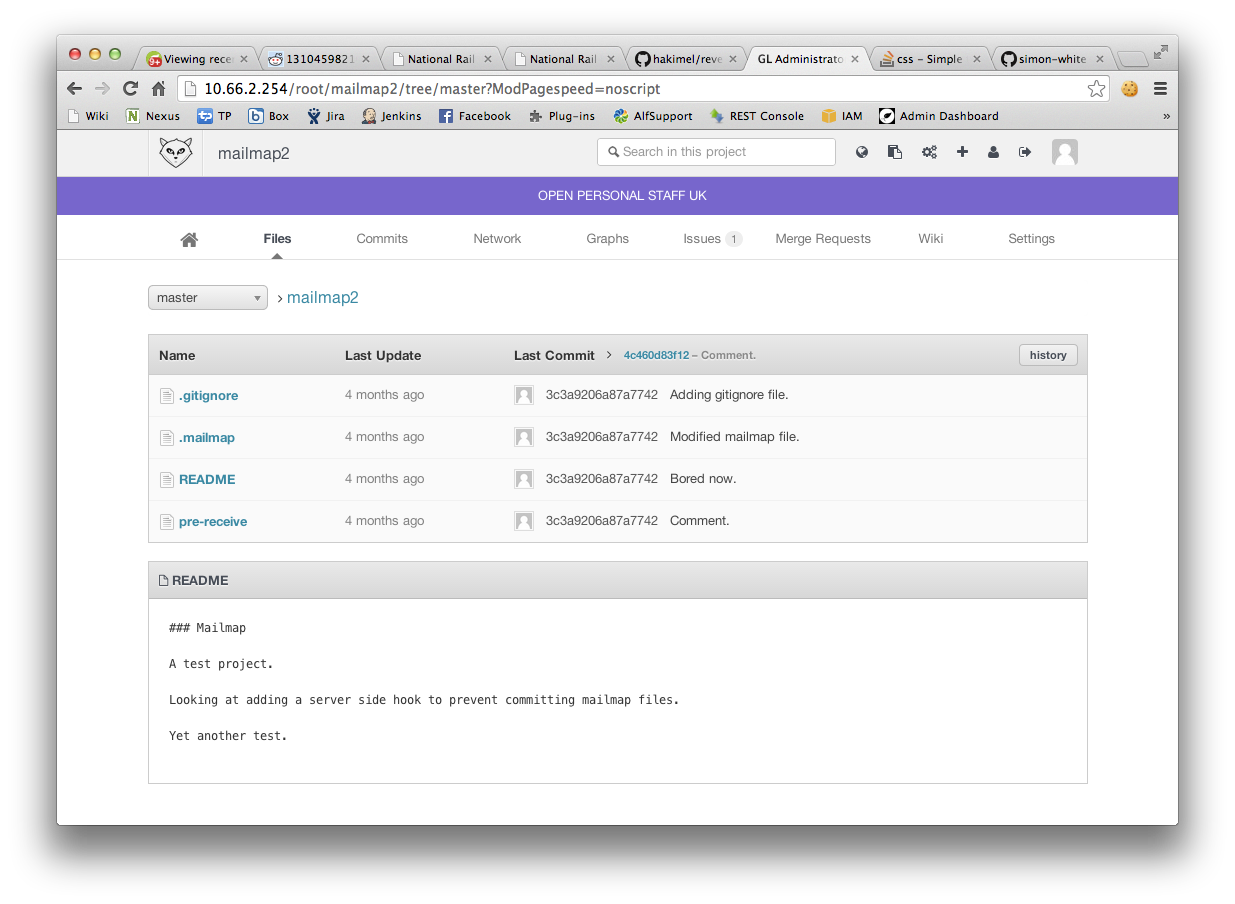 Viewing rece
1310459821
National Rail
National Rail
hakimel/reve
GL Administrato
css - Simple
simon-white
10.66.2.254/root/mailmap2/tree/master?ModPagespeed=noscript
Wiki Nexus TP Box Jira Jenkins Facebook Plug-ins AlfSupport REST Console IAM Admin Dashboard »
mailmap2 Search in this project
OPEN PERSONAL STAFF UK
Files Commits Network Graphs Issues 1 Merge Requests Wiki Settings
master › mailmap2
Name Last Update Last Commit > 4c460d83f12 – Comment. history
.gitignore 4 months ago 3c3a9206a87a7742 Adding gitignore file.
.mailmap 4 months ago 3c3a9206a87a7742 Modified mailmap file.
README 4 months ago 3c3a9206a87a7742 Bored now.
pre-receive 4 months ago 3c3a9206a87a7742 Comment.
README
### Mailmap
A test project.
Looking at adding a server side hook to prevent committing mailmap files.
Yet another test.